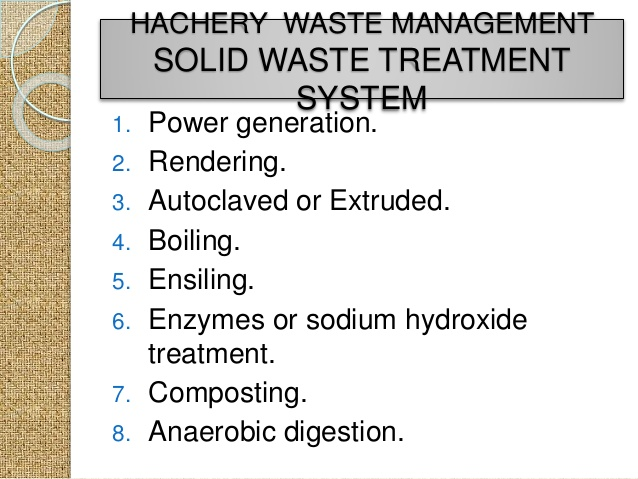 HACHERY  WASTE MANAGEMENT
SOLID WASTE TREATMENT
SYSTEM
1. Power generation.
2. Rendering.
3. Autoclaved or Extruded.
4. Boiling.
5. Ensiling.
6. Enzymes or sodium hydroxide
treatment.
7. Composting.
8. Anaerobic digestion.